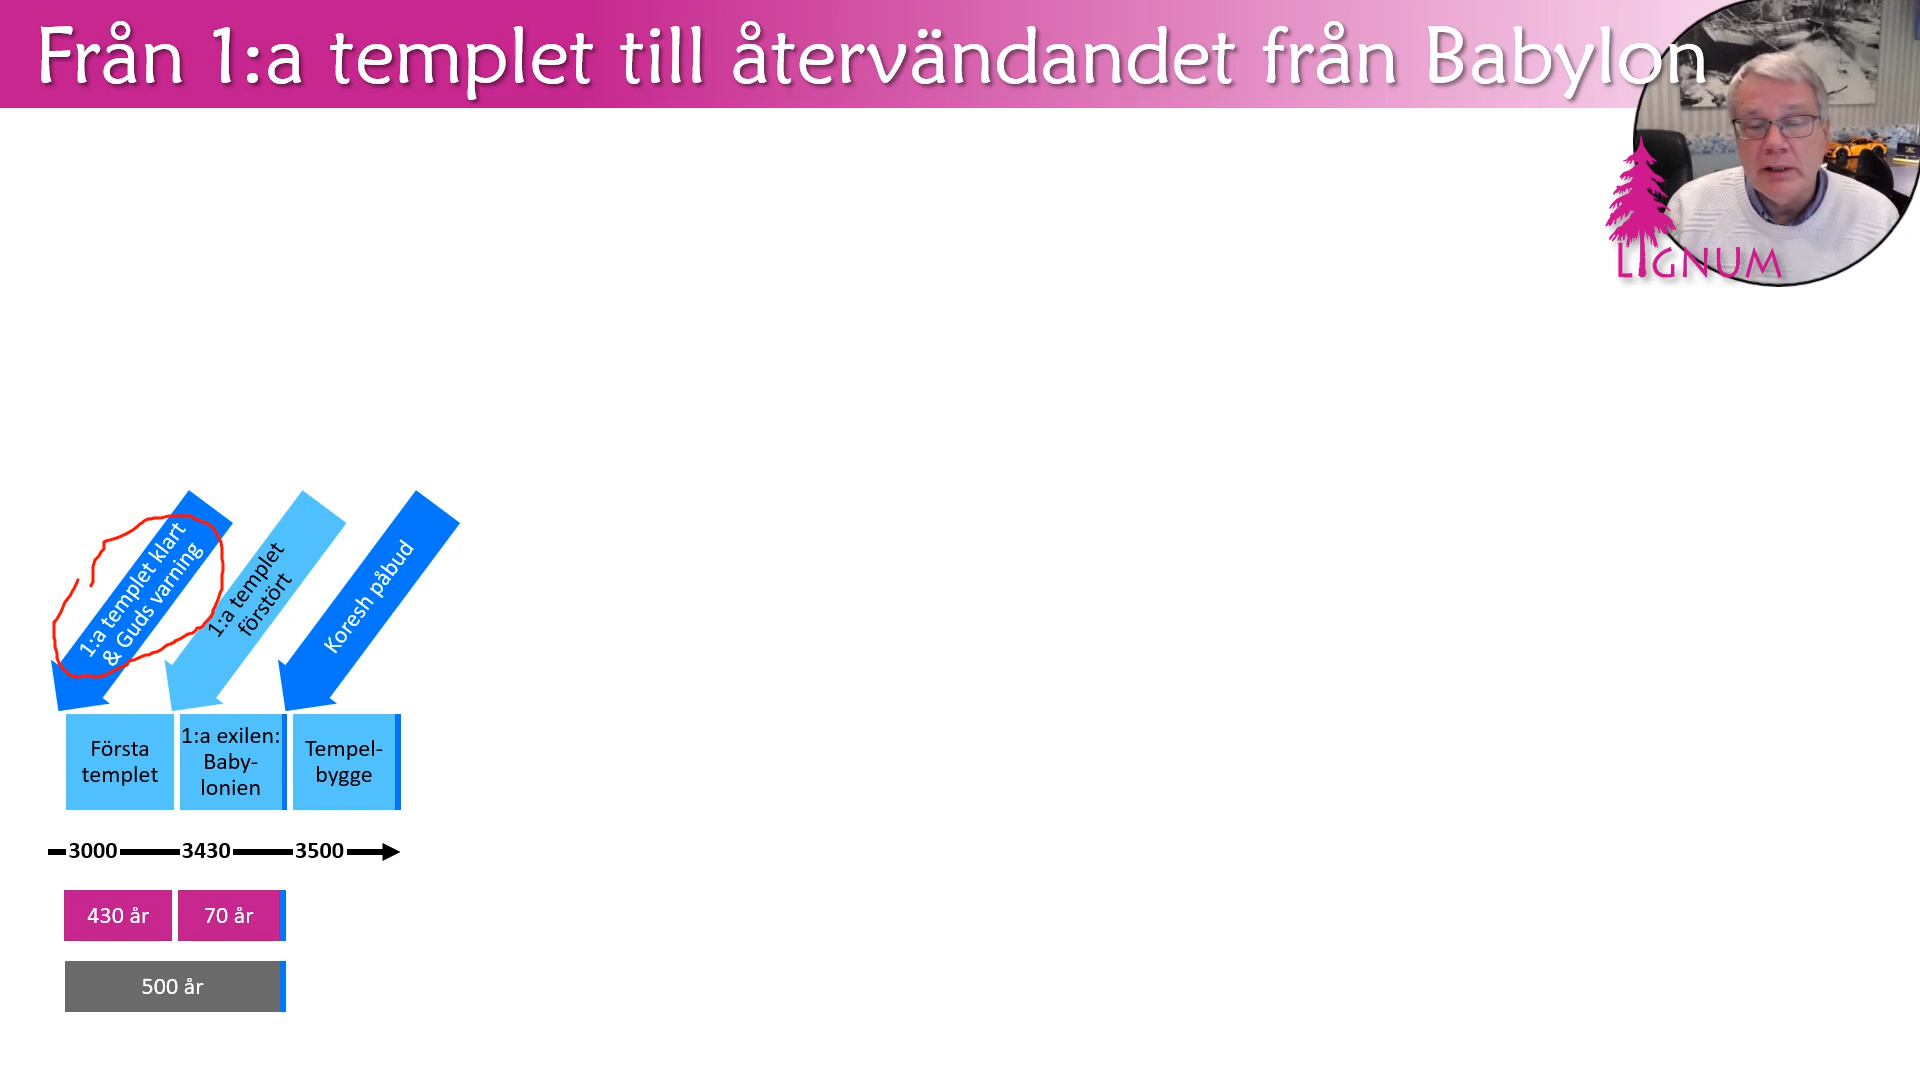 Från 1:a templet till återvändandet från Babylon
LIGNUM
1:a templet klart
& Guds varning
1:a templet
förstört
Koresh påbud
Första
templet
1:a exilen:
Baby-
lonien
Tempel-
bygge
3000
3430
3500
430 år
70 år
500 år